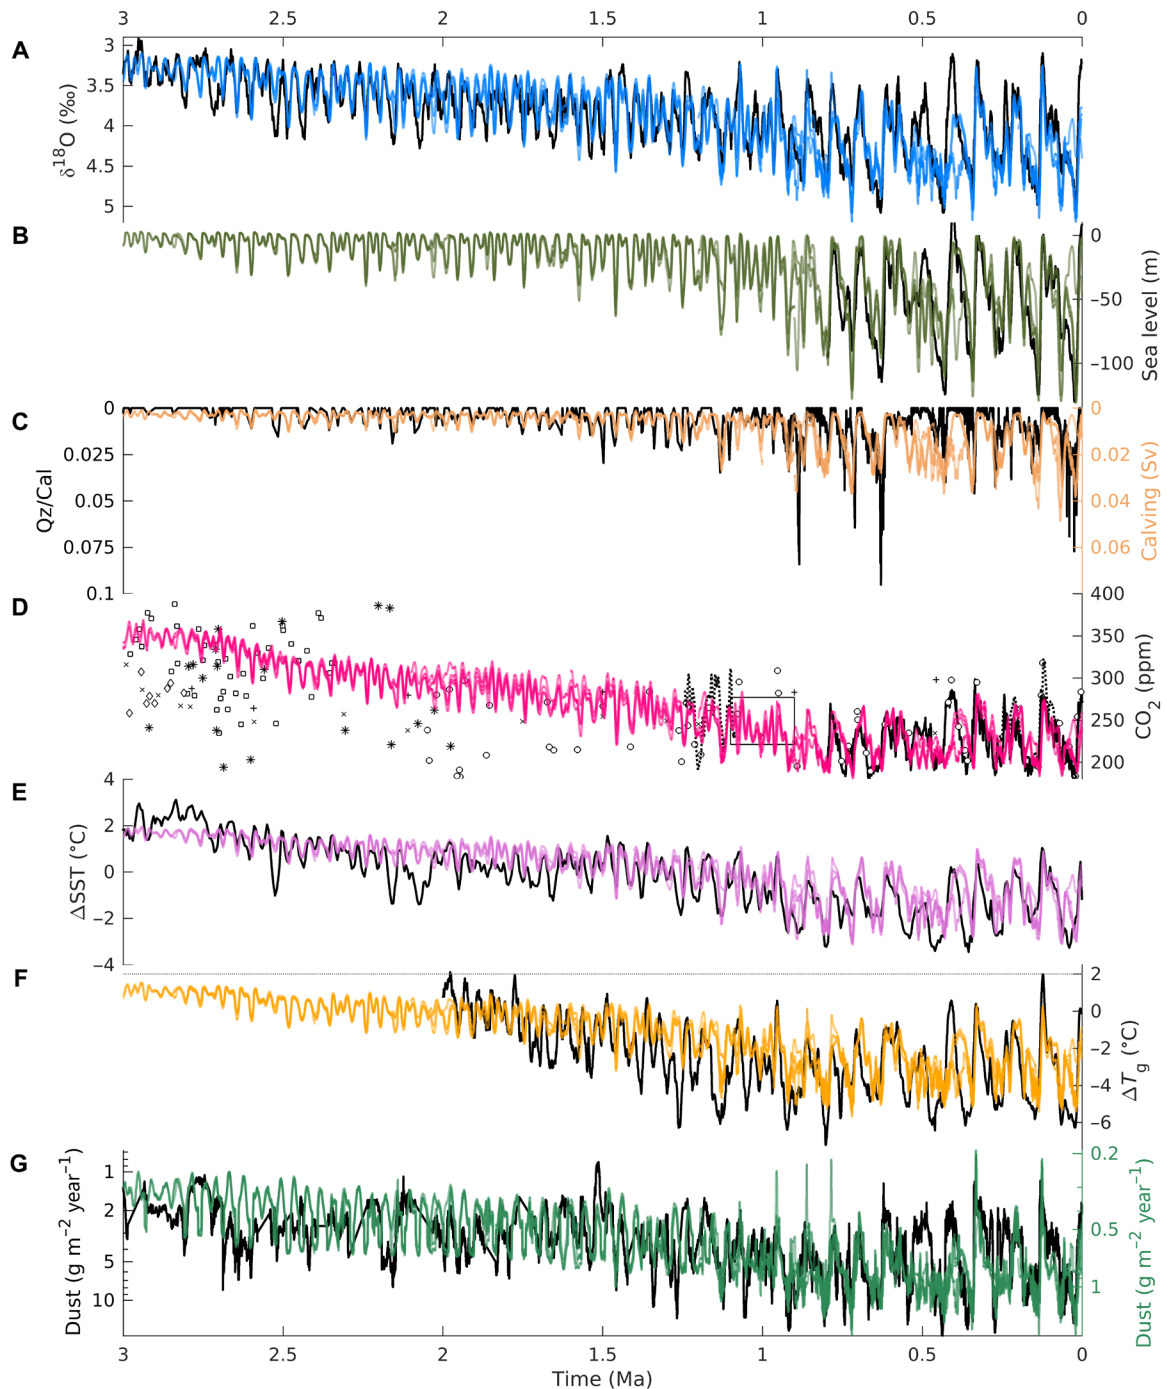 3 2.5 2 1.5 1 0.5 0
A
3
3.5
4
4.5
5
δ18O (‰)
B
0
−50
−100
Sea level (m)
C
0
0.025
0.05
0.075
0.1
Qz/Cal
0
0.02
0.04
0.06
Calving (Sv)
D
400
350
300
250
200
CO2 (ppm)
E
4
2
0
−2
−4
ΔSST (°C)
F
2
0
−2
−4
−6
ΔTg (°C)
G
1
2
5
10
Dust (g m−2 year−1)
0.2
0.5
1
Dust (g m−2 year−1)
3 2.5 2 1.5 1 0.5 0
Time (Ma)